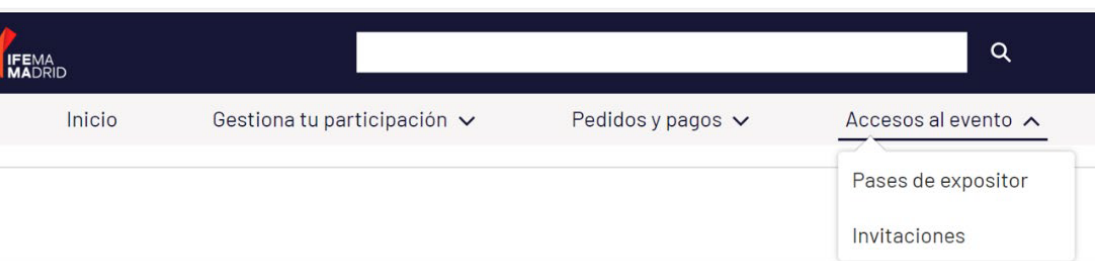 IFEMA
MADRID
Inicio
Gestiona tu participación
Pedidos y pagos
Accesos al evento
Pases de expositor
Invitaciones